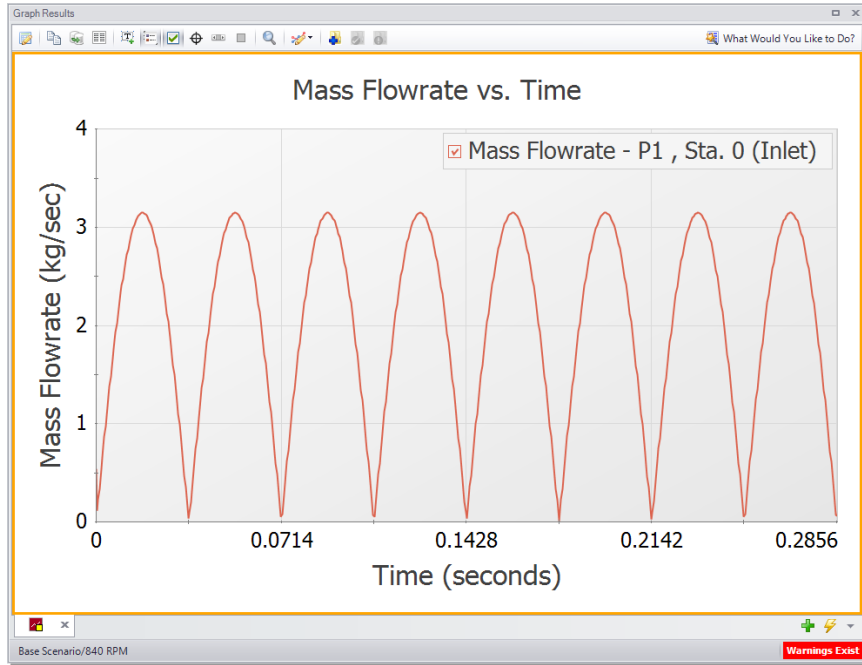 Graph Results
What Would You Like to Do?
Mass Flowrate vs. Time
Mass Flowrate - P1 , Sta. 0 (Inlet)
Mass Flowrate (kg/sec)
4
3
2
1
0
0 0.0714 0.1428 0.2142 0.2856
Time (seconds)
Base Scenario/840 RPM
Warnings Exist